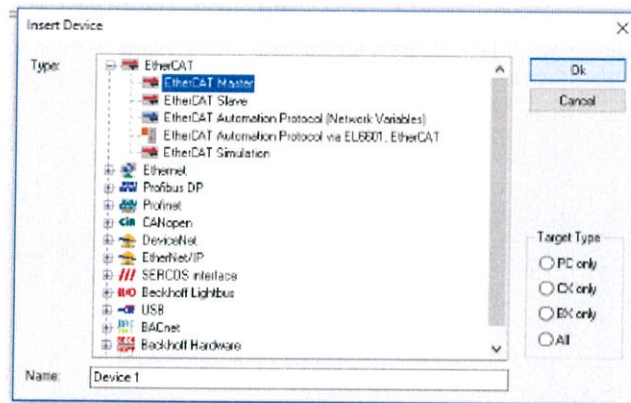 Insert Device
Type:
EtherCAT
EtherCAT Master
EtherCAT Slave
EtherCAT Automation Protocol (Network Variables)
EtherCAT Automation Protocol via EL6601, EtherCAT
EtherCAT Simulation
Ethernet
Profibus DP
Profinet
CANopen
DeviceNet
EtherNet/IP
SERCOS interface
Beckhoff Lightbus
USB
BACnet
Beckhoff Hardware
Ok
Cancel
Target Type
PC only
CX only
BX only
All
Name:
Device 1